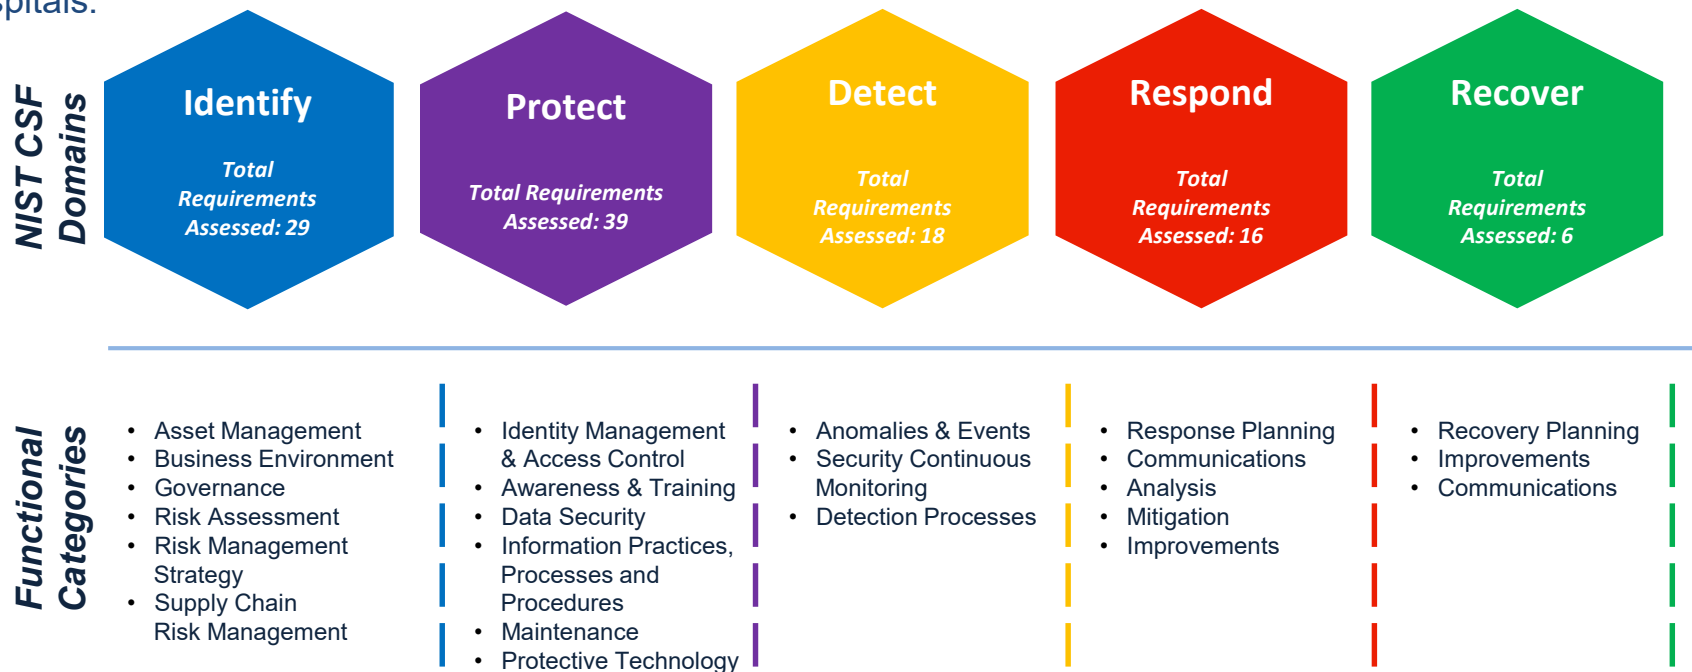 spitals.
NIST CSF
Domains
Identify
Total
Requirements
Assessed: 29
Protect
Total Requirements
Assessed: 39
Detect
Total
Requirements
Assessed: 18
Respond
Total
Requirements
Assessed: 16
Recover
Total
Requirements
Assessed: 6
Functional
Categories
• Asset Management
• Business Environment
• Governance
• Risk Assessment
• Risk Management
Strategy
• Supply Chain
Risk Management
• Identity Management
& Access Control
• Awareness & Training
• Data Security
• Information Practices,
Processes and
Procedures
• Maintenance
• Protective Technology
• Anomalies & Events
• Security Continuous
Monitoring
• Detection Processes
• Response Planning
• Communications
• Analysis
• Mitigation
• Improvements
• Recovery Planning
• Improvements
• Communications